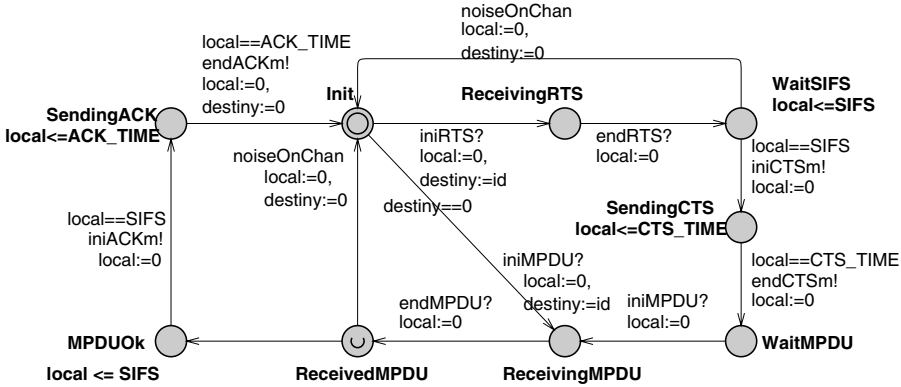 noiseOnChan
local:=0,
destiny:=0
local==ACK_TIME
endACKm!
local:=0,
destiny:=0
Init
ReceivingRTS
WaitSIFS
local<=SIFS
SendingACK
local<=ACK_TIME
iniRTS?
local:=0,
destiny:=id
endRTS?
local:=0
local==SIFS
iniCTSm!
local:=0
noiseOnChan
local:=0,
destiny:=0
destiny==0
SendingCTS
local<=CTS_TIME
local==SIFS
iniACKm!
local:=0
iniMPDU?
local:=0,
destiny:=id
local==CTS_TIME
endCTSm!
local:=0
endMPDU?
local:=0
iniMPDU?
local:=0
MPDUOk
local <= SIFS
ReceivedMPDU
ReceivingMPDU
WaitMPDU